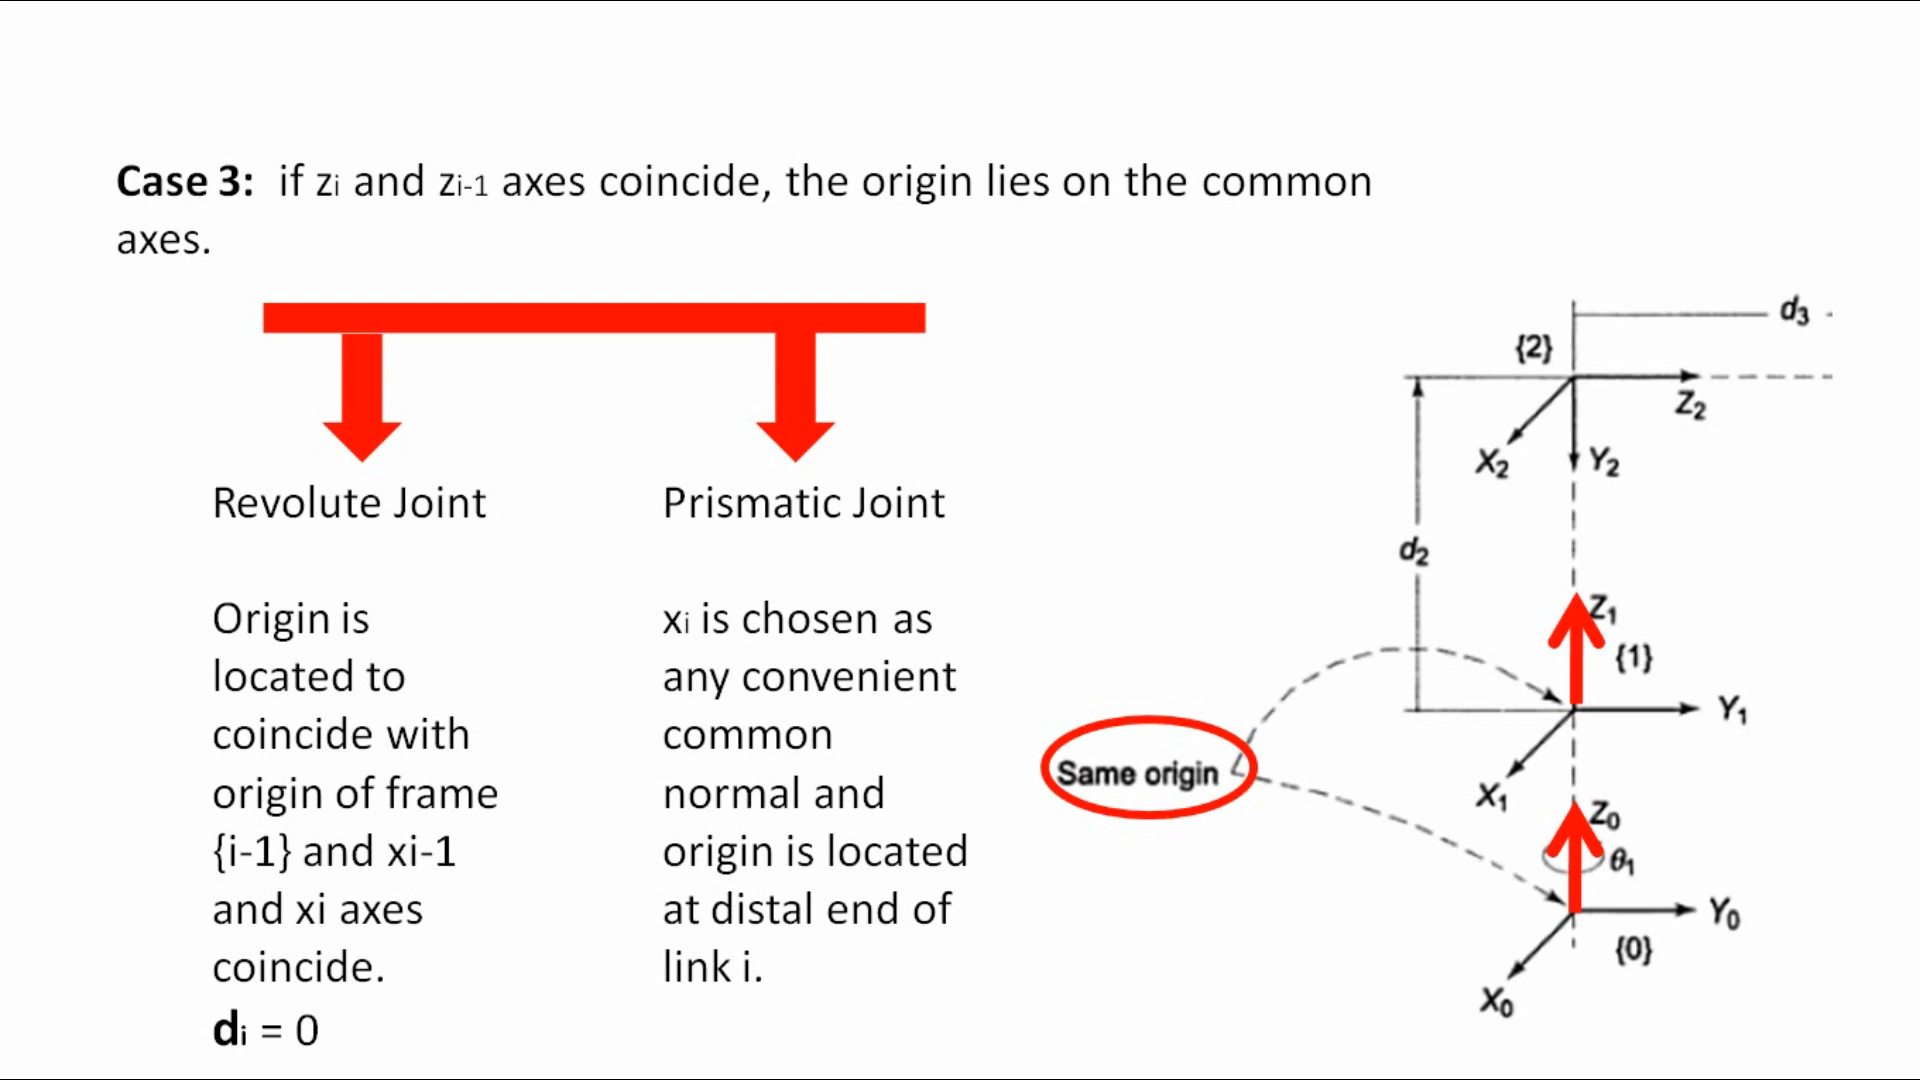 Case 3: if zi and zi-1 axes coincide, the origin lies on the common
axes.
Revolute Joint
Origin is
located to
coincide with
origin of frame
{i-1} and xi-1
and xi axes
coincide.
di = 0
Prismatic Joint
xi is chosen as
any convenient
common
normal and
origin is located
at distal end of
link i.
d3
{2}
Z2
X2
Y2
d2
Z1
{1}
Y1
Same origin
X1
Z0
θ1
Y0
{0}
X0